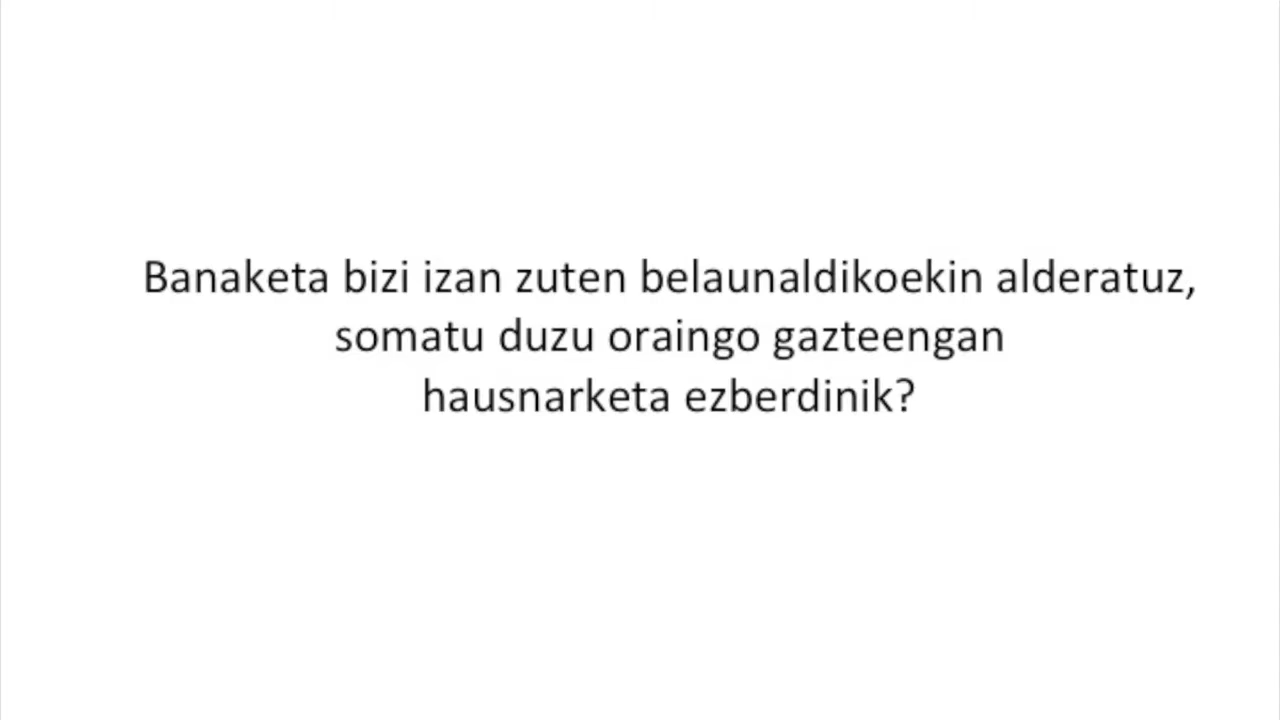 Banaketa bizi izan zuten belaunaldikoekin alderatuz,
somatu duzu oraingo gazteengan
hausnarketa ezberdinik?